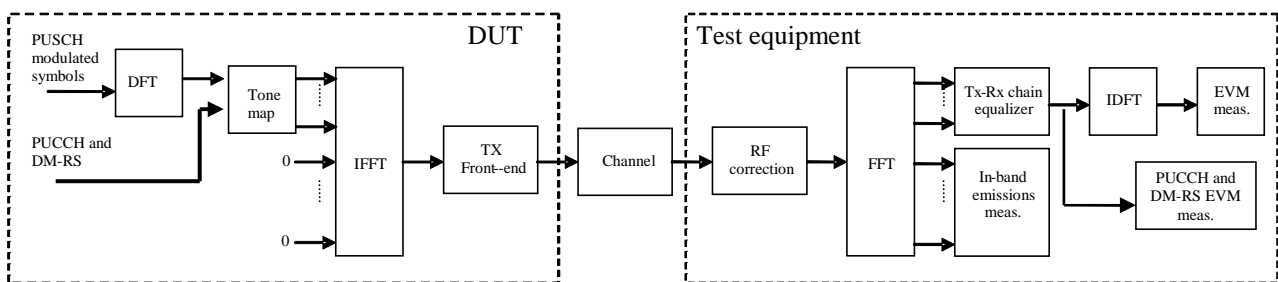 DUT
Test equipment
PUSCH
modulated
symbols
DFT
Tone
map
PUCCH and
DM-RS
0
0
IFFT
TX
Front--end
Channel
RF
correction
FFT
Tx-Rx chain
equalizer
IDFT
EVM
meas.
In-band
emissions
meas.
PUCCH and
DM-RS EVM
meas.